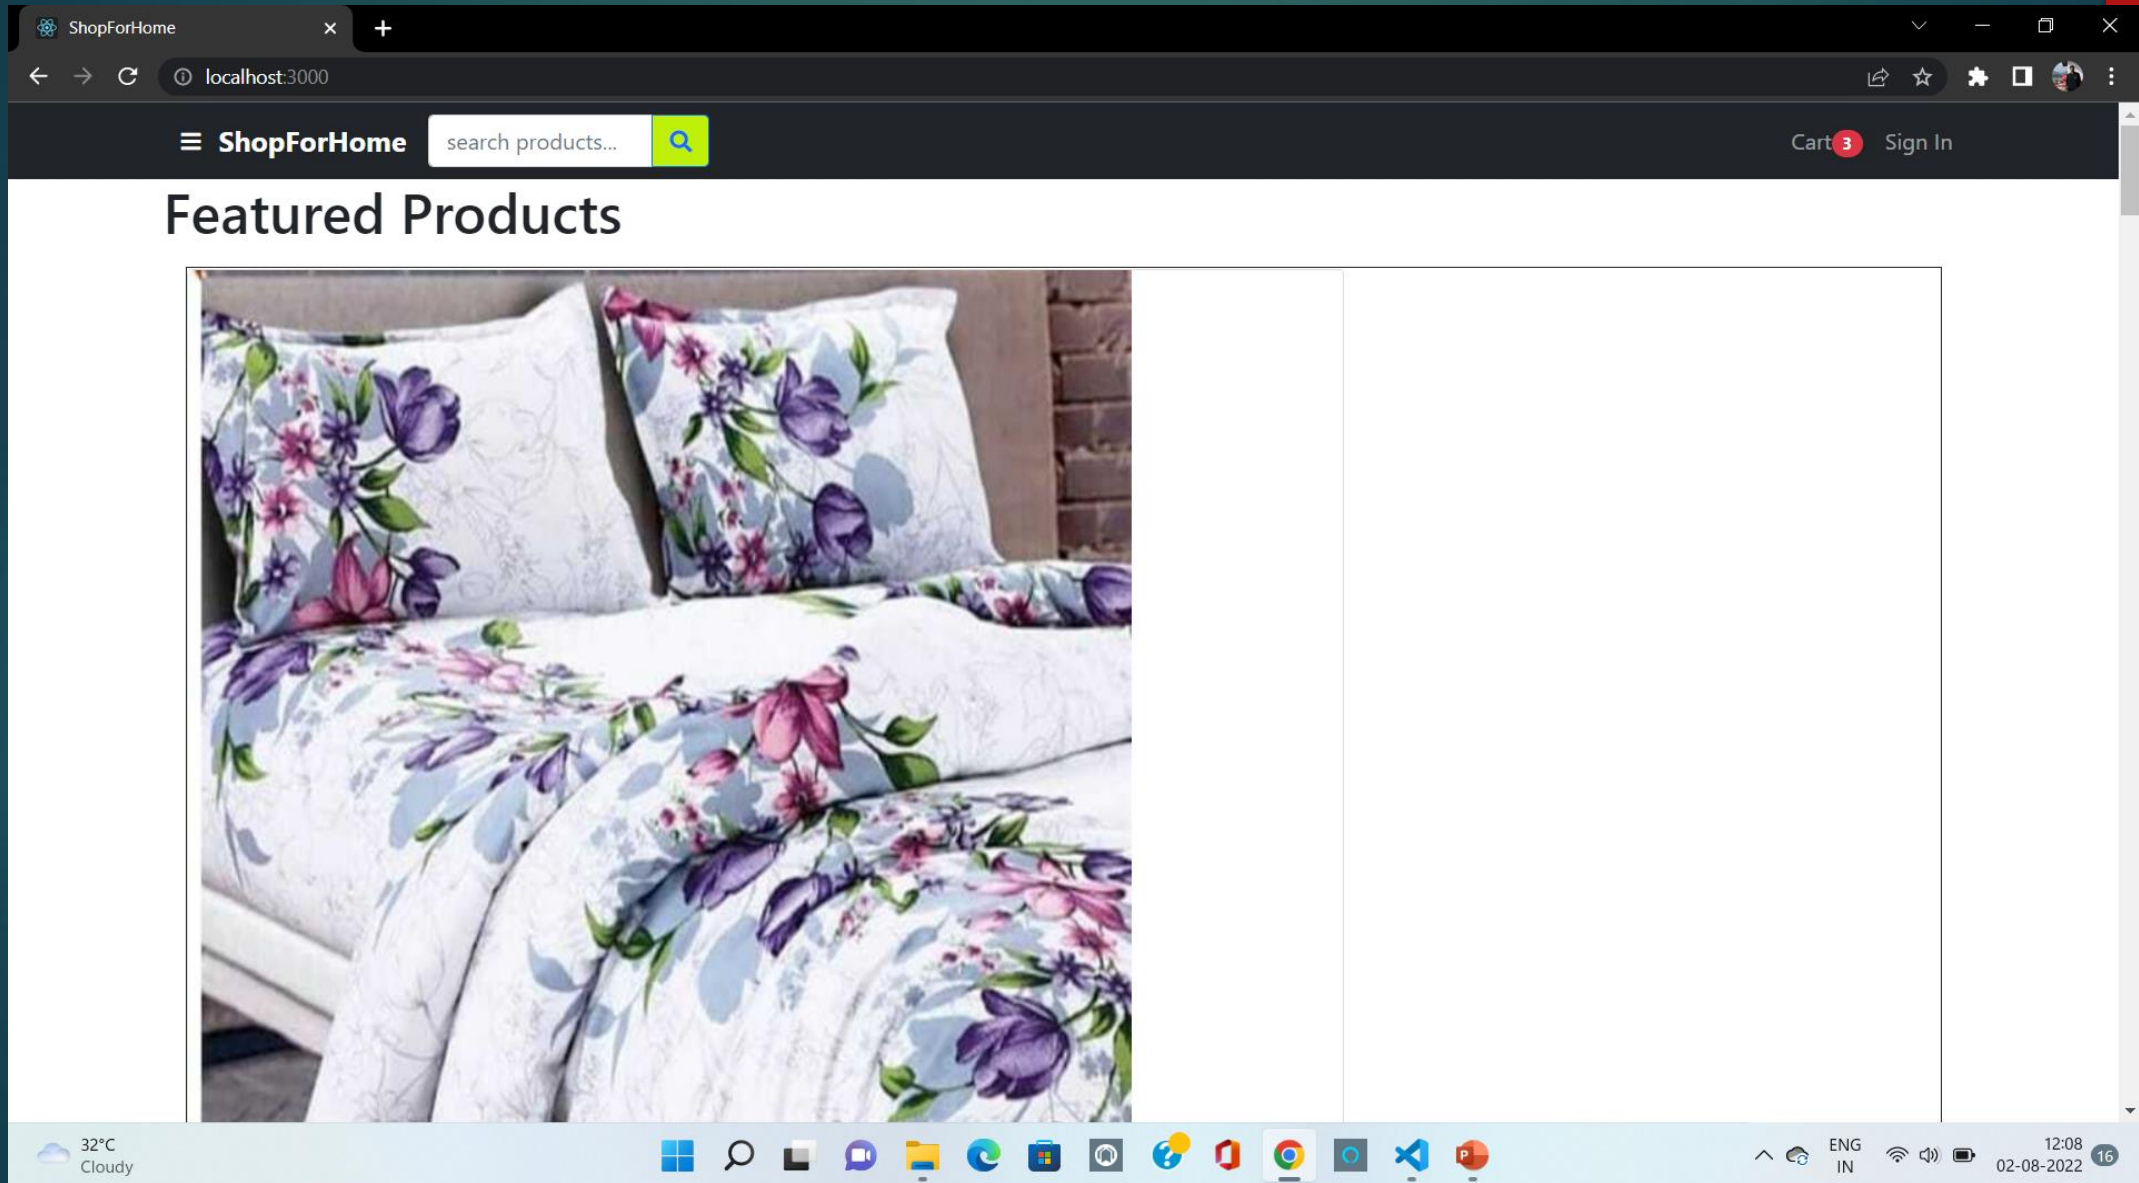 ShopForHome
localhost:3000
ShopForHome
search products...
Cart 3
Sign In
Featured Products
32°C
Cloudy
ENG
IN
12:08
02-08-2022
16